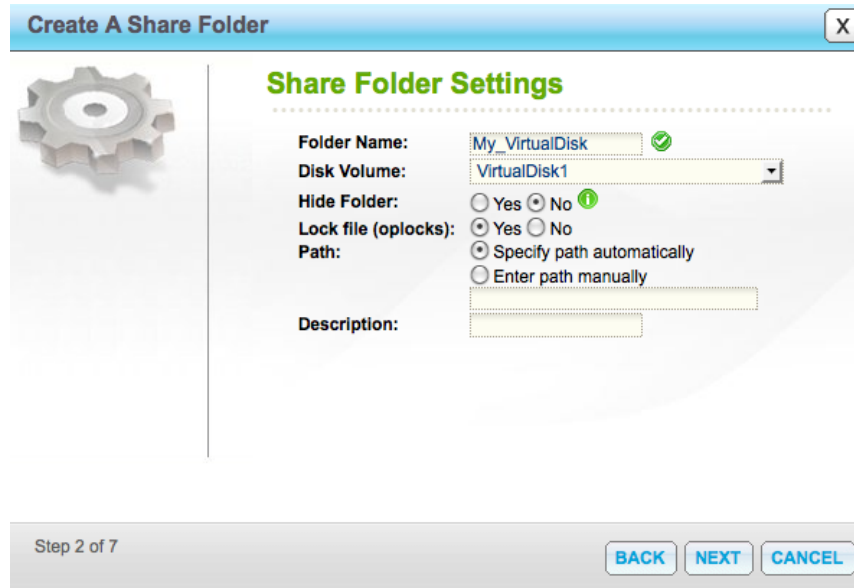 Create A Share Folder
X
Share Folder Settings
Folder Name: My_VirtualDisk
Disk Volume: VirtualDisk1
Hide Folder: Yes No
Lock file (oplocks): Yes No
Path: Specify path automatically
Enter path manually
Description:
Step 2 of 7
BACK NEXT CANCEL